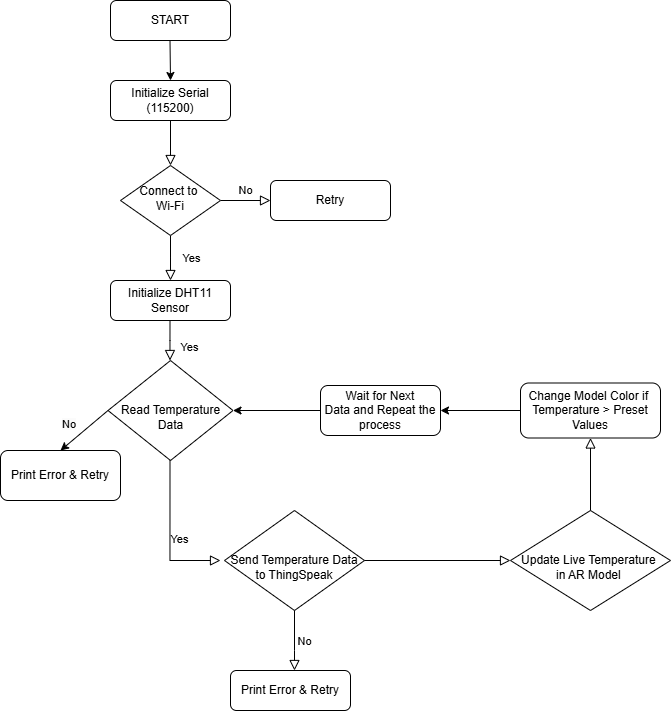 START
Initialize Serial
(115200)
Connect to
Wi-Fi
No
Retry
Yes
Initialize DHT11
Sensor
Yes
Read Temperature
Data
Wait for Next
Data and Repeat the
process
Change Model Color if
Temperature > Preset
Values
No
Print Error & Retry
Yes
Send Temperature Data
to ThingSpeak
Update Live Temperature
in AR Model
No
Print Error & Retry